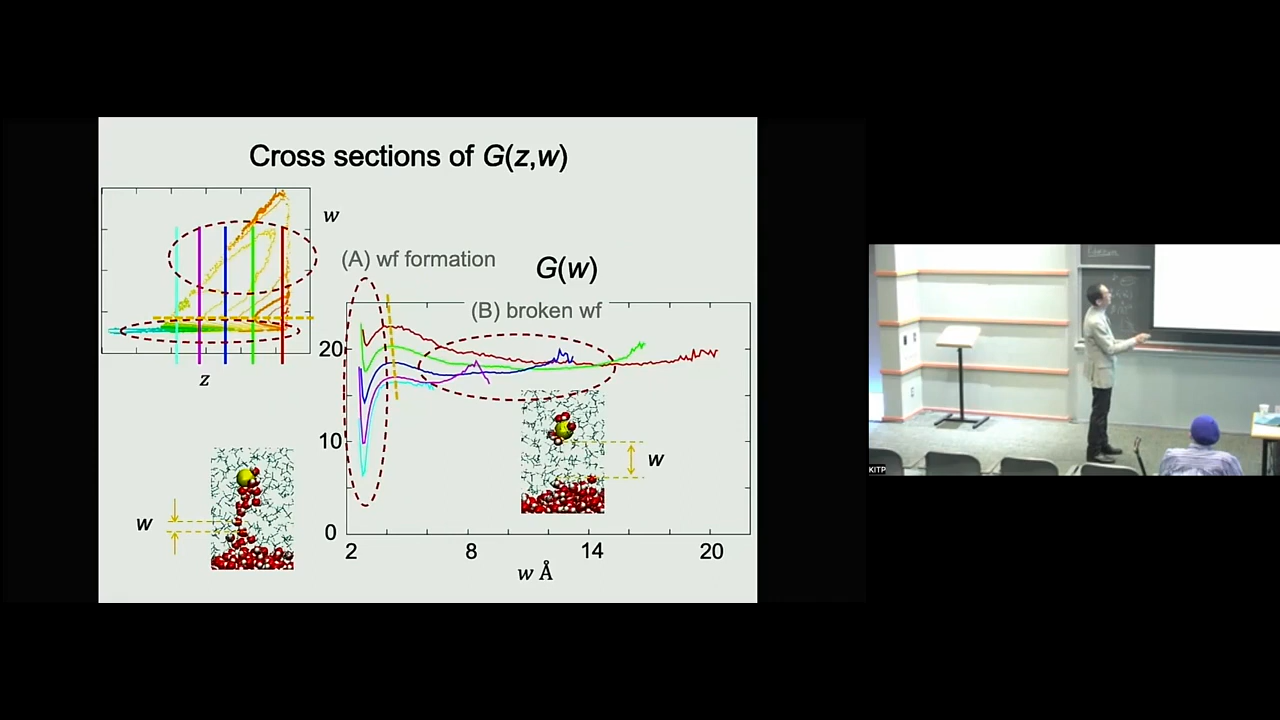 Cross sections of G(z,w)
w
(A) wf formation
G(w)
(B) broken wf
z
20
10
0
w
w
2 8 14 20
w Å
KITP